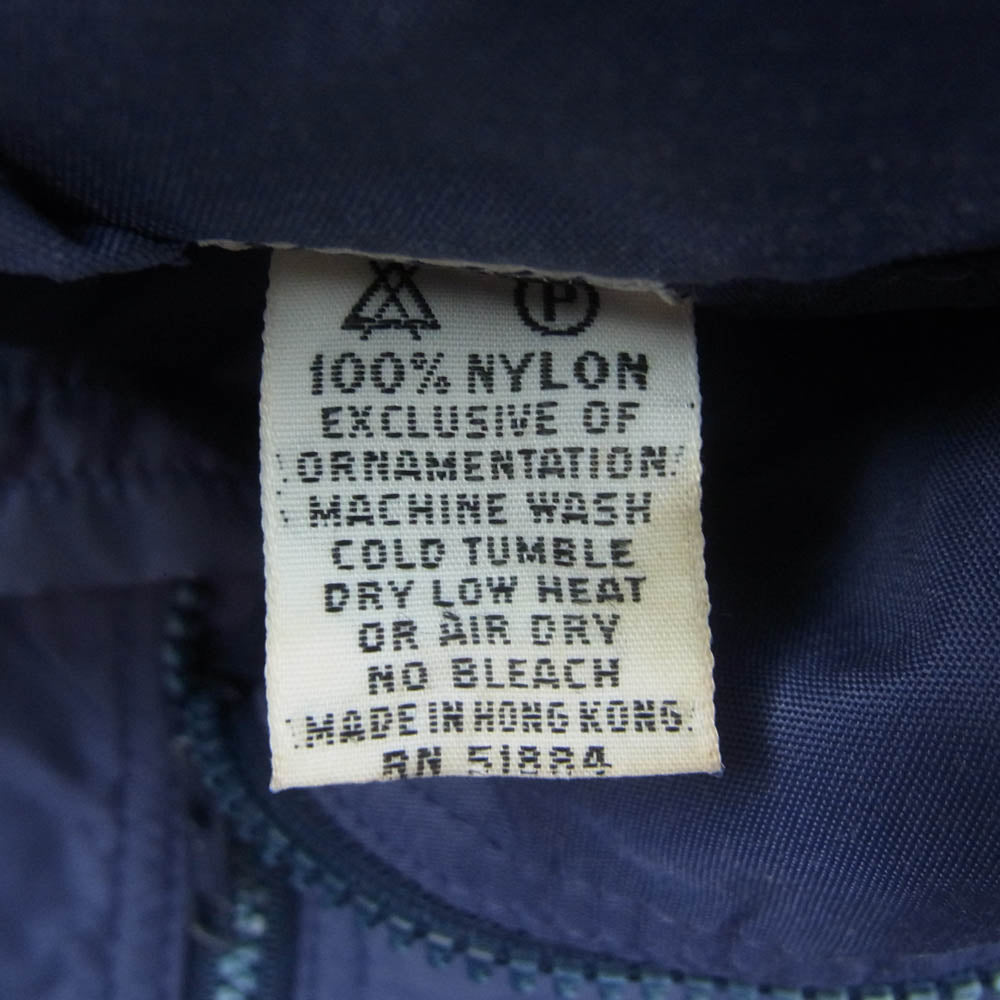 P
100% NYLON
EXCLUSIVE OF
ORNAMENTATION
MACHINE WASH
COLD TUMBLE
DRY LOW HEAT
OR AIR DRY
NO BLEACH
MADE IN HONG KONG
RN 51884